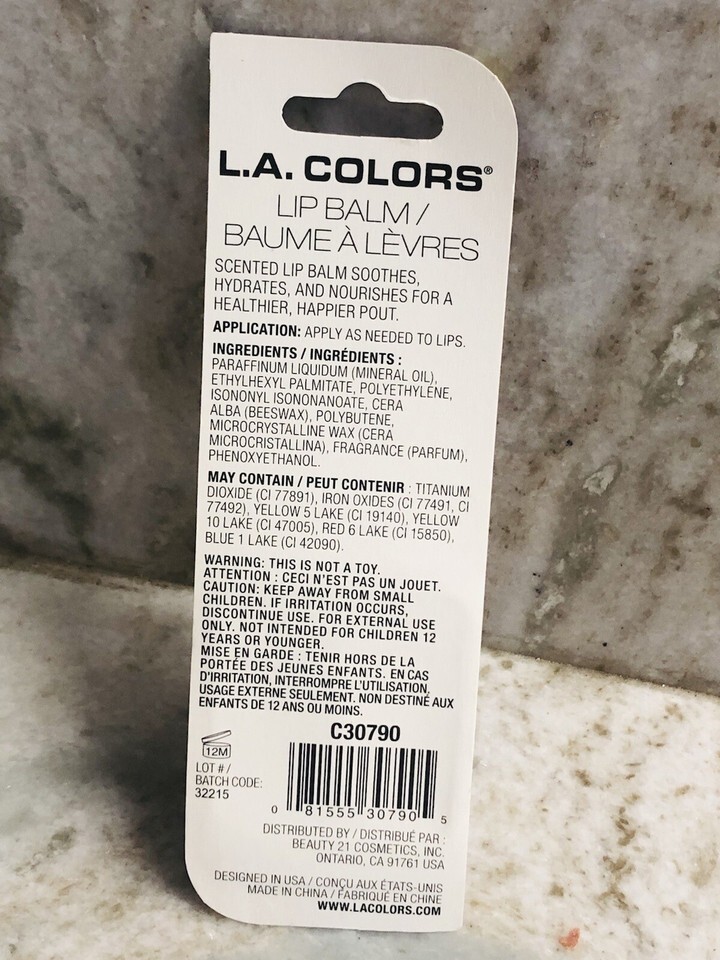 L.A. COLORS®
LIP BALM /
BAUME À LÈVRES
SCENTED LIP BALM SOOTHES,
HYDRATES, AND NOURISHES FOR A
HEALTHIER, HAPPIER POUT.
APPLICATION: APPLY AS NEEDED TO LIPS.
INGREDIENTS / INGRÉDIENTS :
PARAFFINUM LIQUIDUM (MINERAL OIL),
ETHYLHEXYL PALMITATE, POLYETHYLENE,
ISONONYL ISONONANOATE, CERA
ALBA (BEESWAX), POLYBUTENE,
MICROCRYSTALLINE WAX (CERA
MICROCRISTALLINA), FRAGRANCE (PARFUM),
PHENOXYETHANOL.
MAY CONTAIN / PEUT CONTENIR : TITANIUM
DIOXIDE (CI 77891), IRON OXIDES (CI 77491, CI
77492), YELLOW 5 LAKE (CI 19140), YELLOW
10 LAKE (CI 47005), RED 6 LAKE (CI 15850),
BLUE 1 LAKE (CI 42090).
WARNING: THIS IS NOT A TOY.
ATTENTION : CECI N'EST PAS UN JOUET.
CAUTION: KEEP AWAY FROM SMALL
CHILDREN. IF IRRITATION OCCURS,
DISCONTINUE USE. FOR EXTERNAL USE
ONLY. NOT INTENDED FOR CHILDREN 12
YEARS OR YOUNGER.
MISE EN GARDE : TENIR HORS DE LA
PORTÉE DES JEUNES ENFANTS. EN CAS
D'IRRITATION, INTERROMPRE L'UTILISATION.
USAGE EXTERNE SEULEMENT. NON DESTINÉ AUX
ENFANTS DE 12 ANS OU MOINS.
C30790
12M
LOT # /
BATCH CODE:
32215
0 81555 30790 5
DISTRIBUTED BY / DISTRIBUÉ PAR :
BEAUTY 21 COSMETICS, INC.
ONTARIO, CA 91761 USA
DESIGNED IN USA / CONÇU AUX ÉTATS-UNIS
MADE IN CHINA / FABRIQUÉ EN CHINE
WWW.LACOLORS.COM